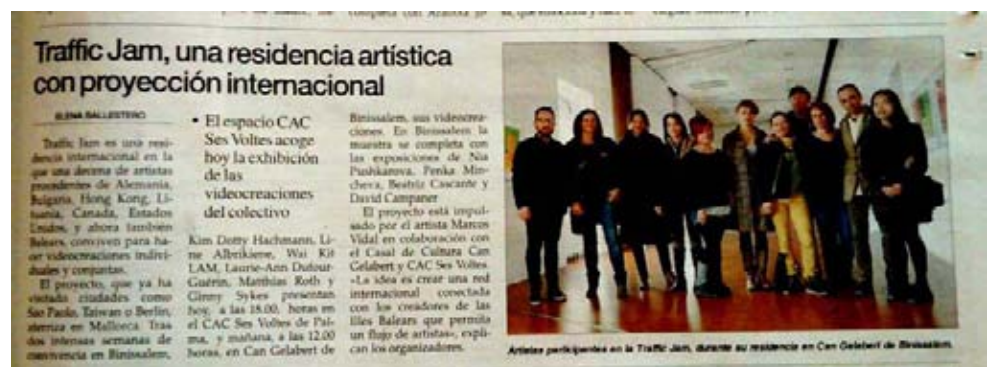 Traffic Jam, una residencia artística
con proyección internacional
ELENA BALLESTERO
Traffic Jam es una resi-
dencia internacional en la
que una decena de artistas
procedentes de Alemania,
Bulgaria, Hong Kong, Li-
tuania, Canada, Estados
Unidos, y ahora también
Balears, conviven para ha-
cer videocreaciones indivi-
duales y conjuntas.
El proyecto, que ya ha
visitado ciudades como
Sao Paolo, Taiwan o Berlín,
aterriza en Mallorca. Tras
dos intensas semanas de
convivencia en Binissalem,
• El espacio CAC
Ses Voltes acoge
hoy la exhibición
de las
videocreaciones
del colectivo
Kim Dotty Hachmann, Li-
ne Albrikiene, Wai Kit
LAM, Laurie-Ann Dufour-
Guérin, Matthias Roth y
Ginny Sykes presentan
hoy, a las 18.00, horas en
el CAC Ses Voltes de Pal-
ma, y mañana, a las 12.00
horas, en Can Gelabert de
Binissalem, sus videocrea-
ciones. En Binissalem la
muestra se completa con
las exposiciones de Nia
Pushkarova, Penka Min-
cheva, Beatriz Cascante y
David Campaner
El proyecto está impul-
sado por el artista Marcos
Vidal en colaboración con
el Casal de Cultura Can
Gelabert y CAC Ses Voltes.
«La idea es crear una red
internacional conectada
con los creadores de las
Illes Balears que permita
un flujo de artistas», expli-
can los organizadores.
Artistas participantes en la Traffic Jam, durante su residencia en Can Gelabert de Binissalem.